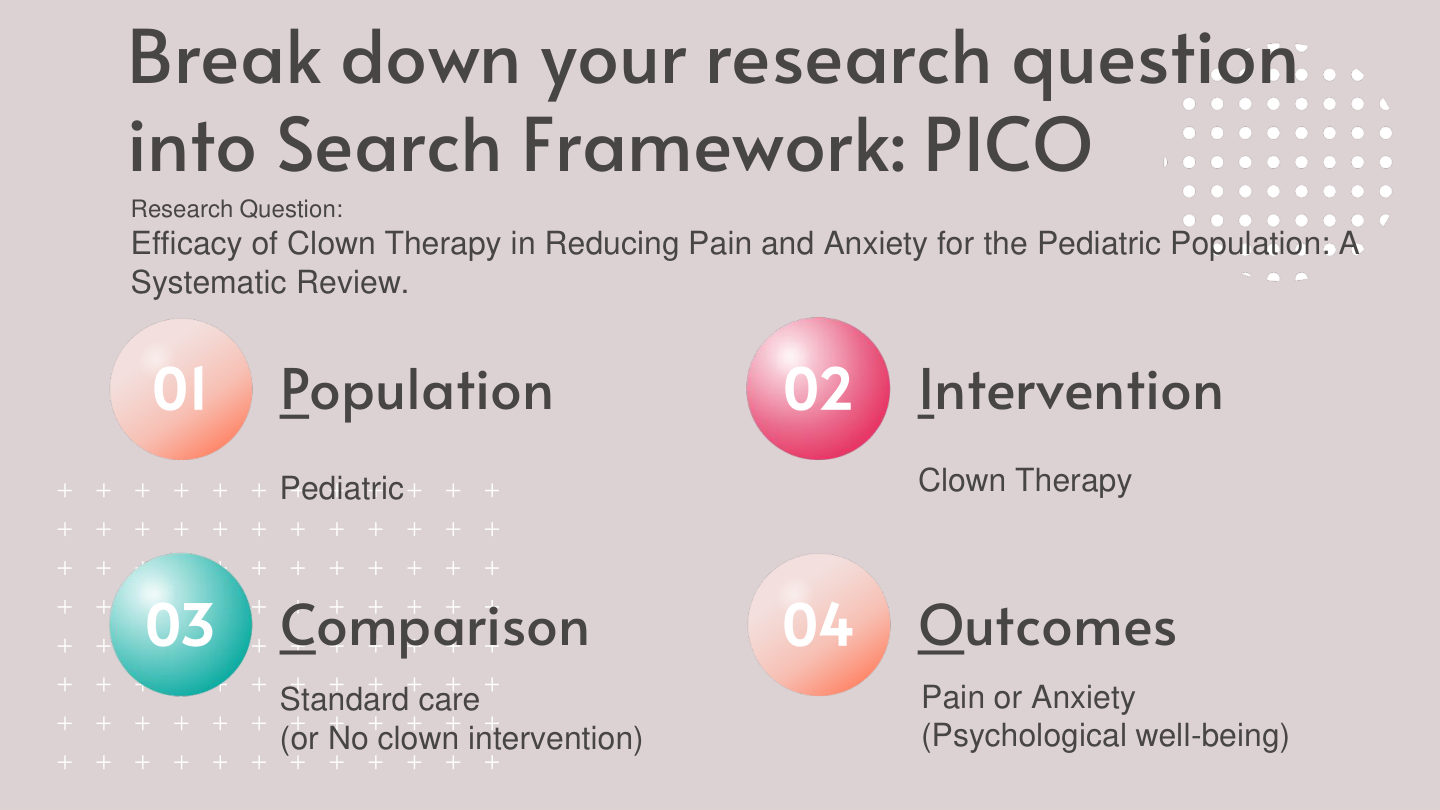 Break down your research question
into Search Framework: PICO
Research Question:
Efficacy of Clown Therapy in Reducing Pain and Anxiety for the Pediatric Population: A
Systematic Review.
01
Population
Pediatric
02
Intervention
Clown Therapy
03
Comparison
Standard care
(or No clown intervention)
04
Outcomes
Pain or Anxiety
(Psychological well-being)